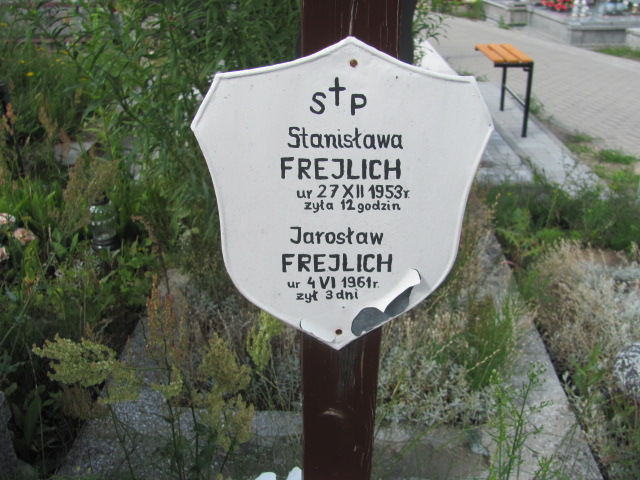 S†P
Stanisława
FREJLICH
ur 27 XII 1953r.
żyła 12 godzin
Jarosław
FREJLICH
ur 4 VI 1961r.
żył 3 dni